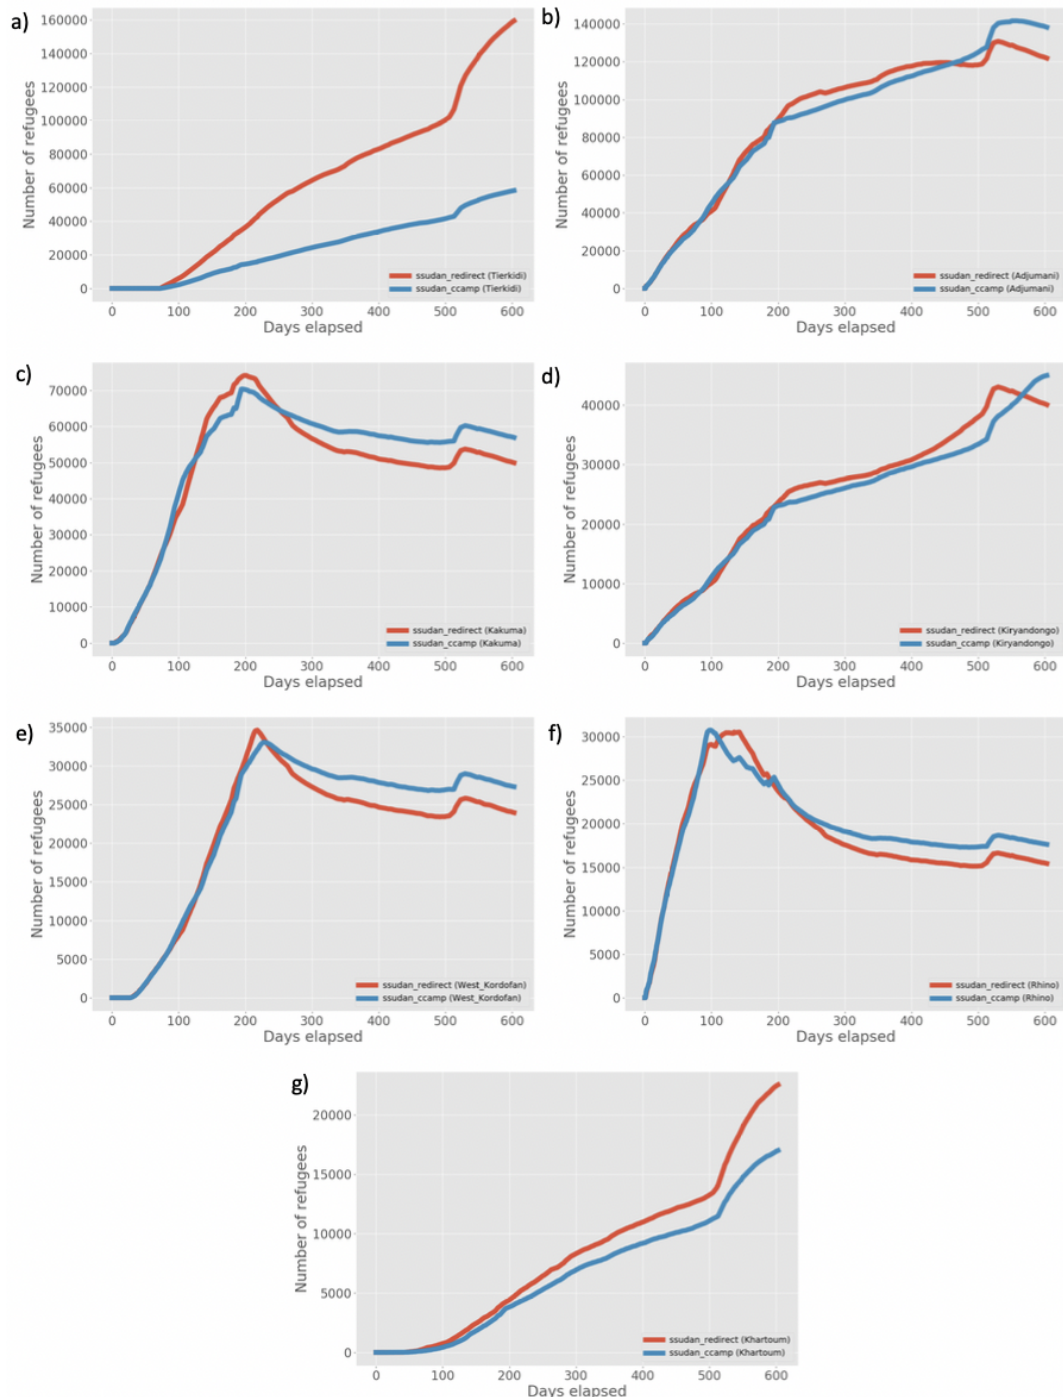 a)
160000
140000
120000
100000
80000
60000
40000
20000
0
Number of refugees
ssudan_redirect (Tierkidi)
ssudan_ccamp (Tierkidi)
0 100 200 300 400 500 600
Days elapsed
b)
140000
120000
100000
80000
60000
40000
20000
0
Number of refugees
ssudan_redirect (Adjumani)
ssudan_ccamp (Adjumani)
0 100 200 300 400 500 600
Days elapsed
c)
70000
60000
50000
40000
30000
20000
10000
0
Number of refugees
ssudan_redirect (Kakuma)
ssudan_ccamp (Kakuma)
0 100 200 300 400 500 600
Days elapsed
d)
40000
30000
20000
10000
0
Number of refugees
ssudan_redirect (Kiryandongo)
ssudan_ccamp (Kiryandongo)
0 100 200 300 400 500 600
Days elapsed
e)
35000
30000
25000
20000
15000
10000
5000
0
Number of refugees
ssudan_redirect (West_Kordofan)
ssudan_ccamp (West_Kordofan)
0 100 200 300 400 500 600
Days elapsed
f)
30000
25000
20000
15000
10000
5000
0
Number of refugees
ssudan_redirect (Rhino)
ssudan_ccamp (Rhino)
0 100 200 300 400 500 600
Days elapsed
g)
20000
15000
10000
5000
0
Number of refugees
ssudan_redirect (Khartoum)
ssudan_ccamp (Khartoum)
0 100 200 300 400 500 600
Days elapsed